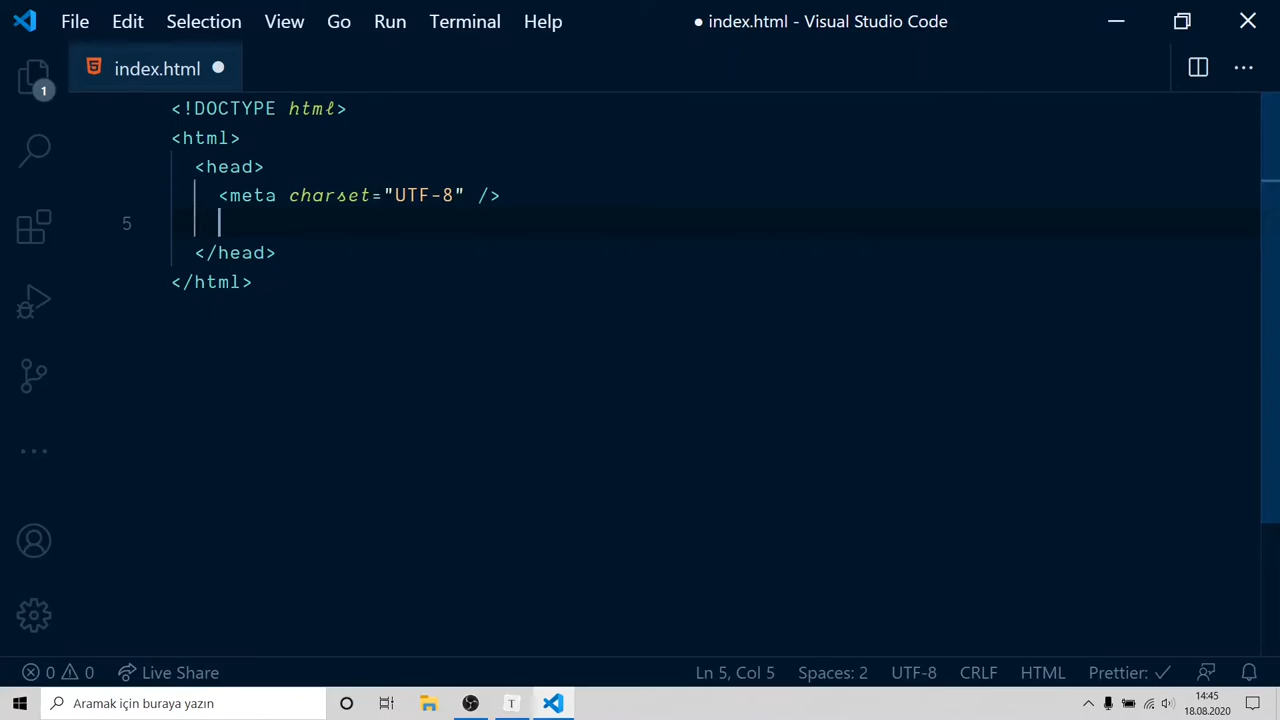 File Edit Selection View Go Run Terminal Help ● index.html - Visual Studio Code
index.html
1
<!DOCTYPE html>
<html>
<head>
<meta charset="UTF-8" />
5
</head>
</html>
0 0 Live Share Ln 5, Col 5 Spaces: 2 UTF-8 CRLF HTML Prettier: ✓
Aramak için buraya yazın
T
14:45
18.08.2020